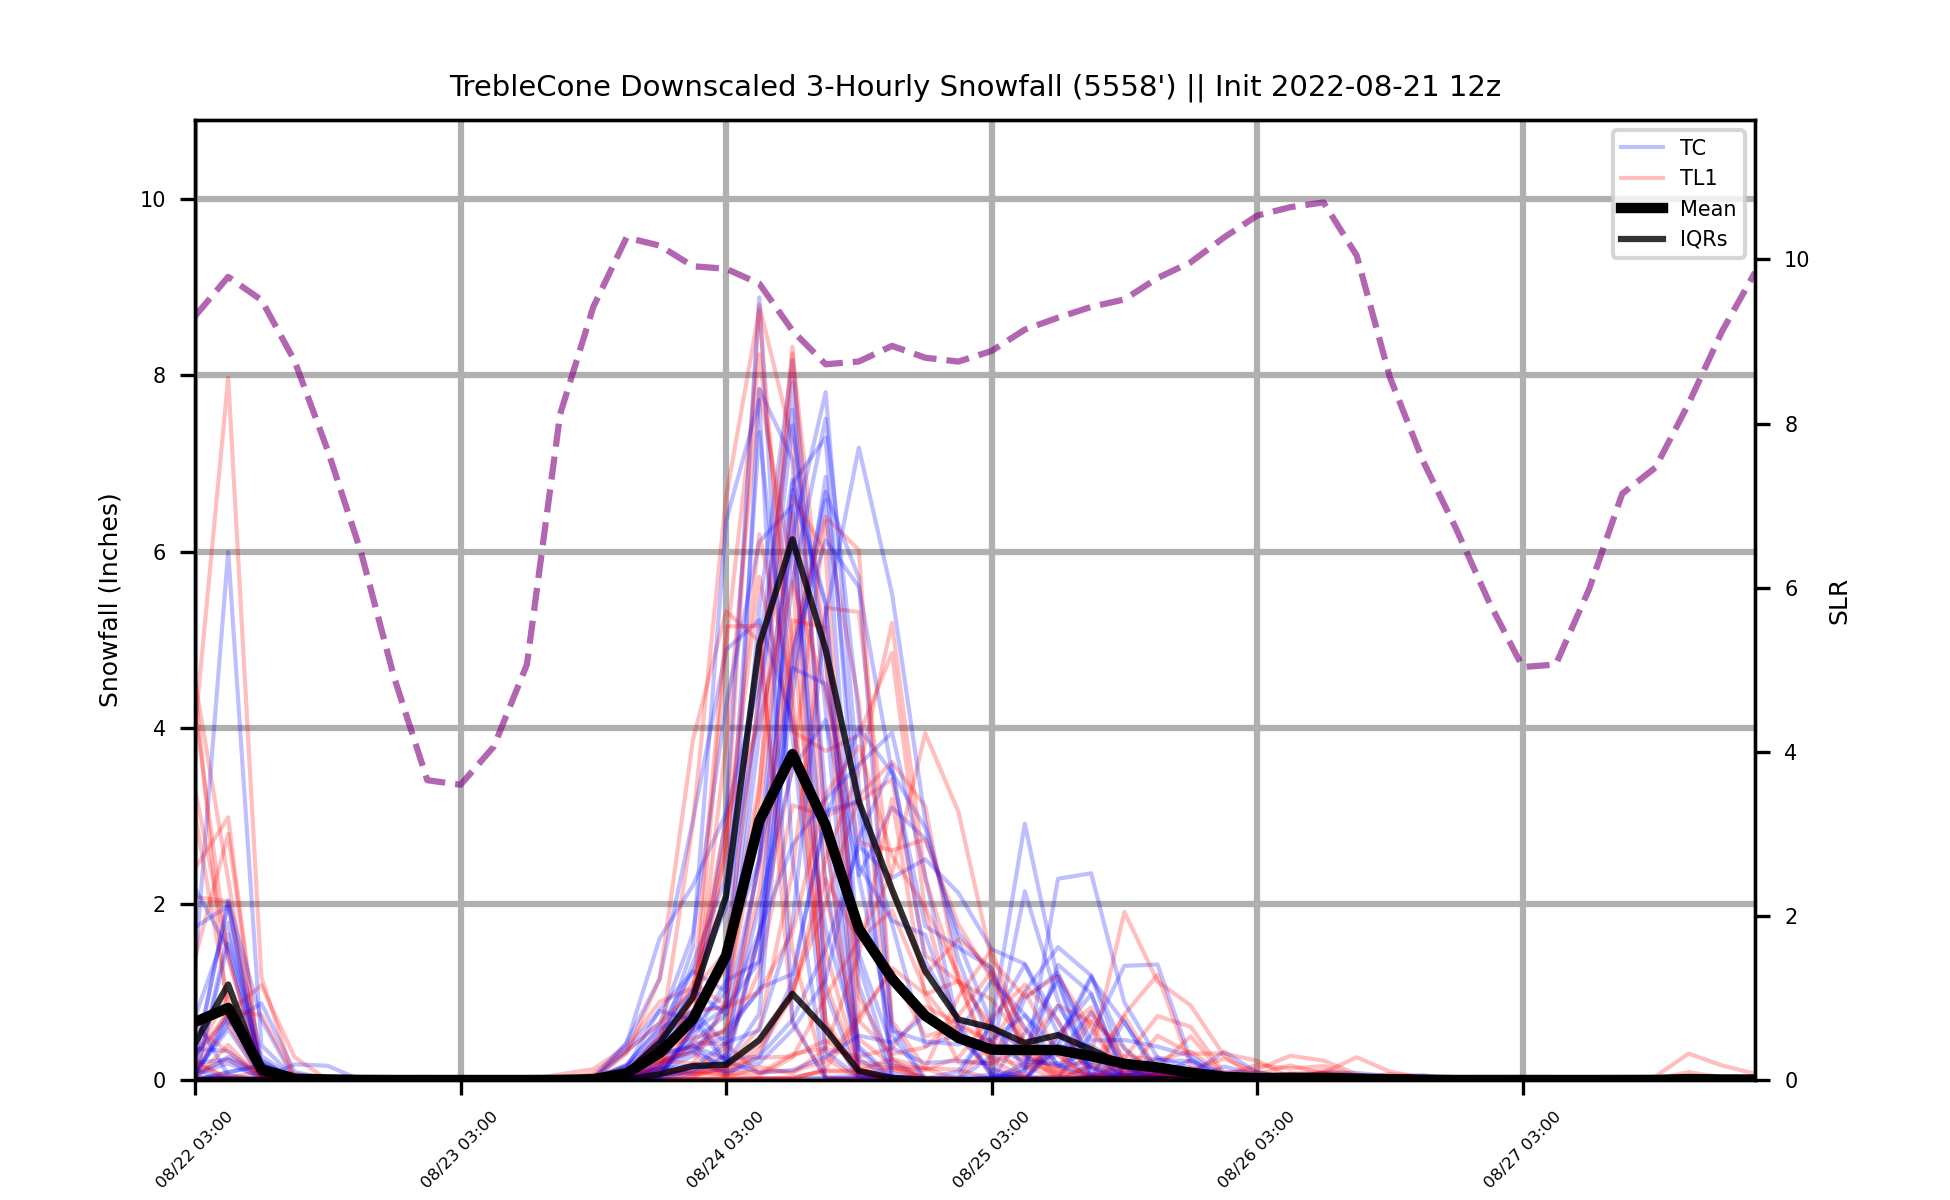 TrebleCone Downscaled 3-Hourly Snowfall (5558') || Init 2022-08-21 12z
TC
TL1
Mean
IQRs
Snowfall (Inches)
10
8
6
4
2
0
SLR
10
8
6
4
2
0
08/22 03:00
08/23 03:00
08/24 03:00
08/25 03:00
08/26 03:00
08/27 03:00